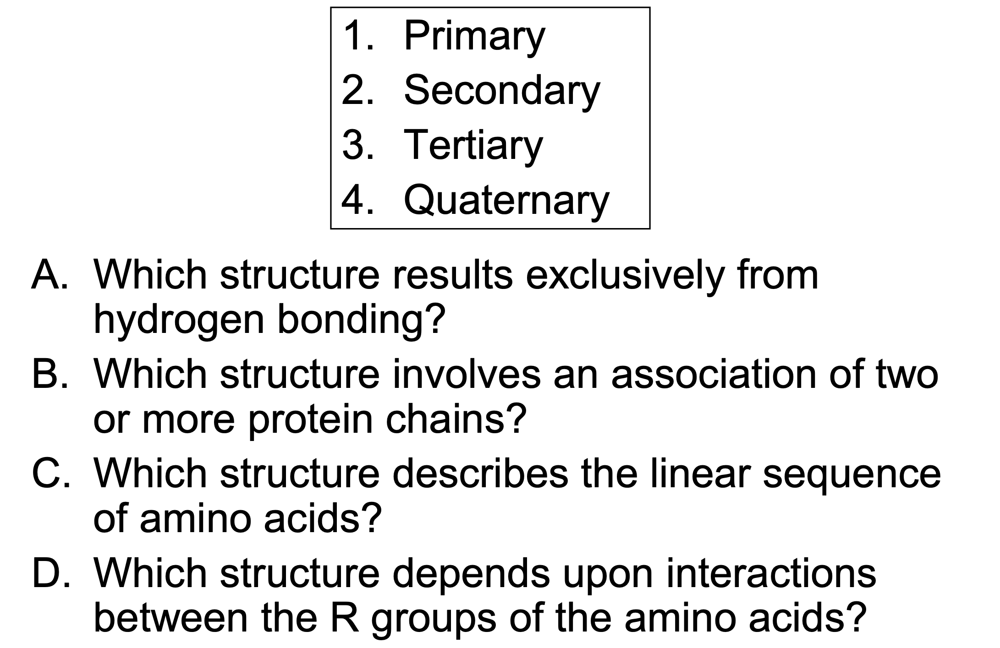 1. Primary
2. Secondary
3. Tertiary
4. Quaternary
A. Which structure results exclusively from
hydrogen bonding?
B. Which structure involves an association of two
or more protein chains?
C. Which structure describes the linear sequence
of amino acids?
D. Which structure depends upon interactions
between the R groups of the amino acids?